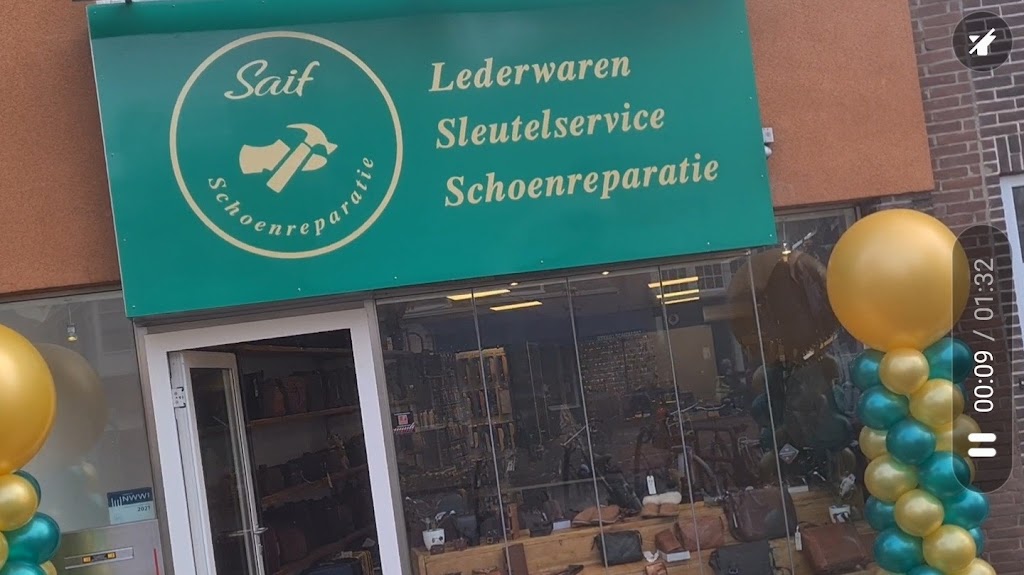 Saif
Schoenreparatie
Lederwaren
Sleutelservice
Schoenreparatie
00:09 / 01:32